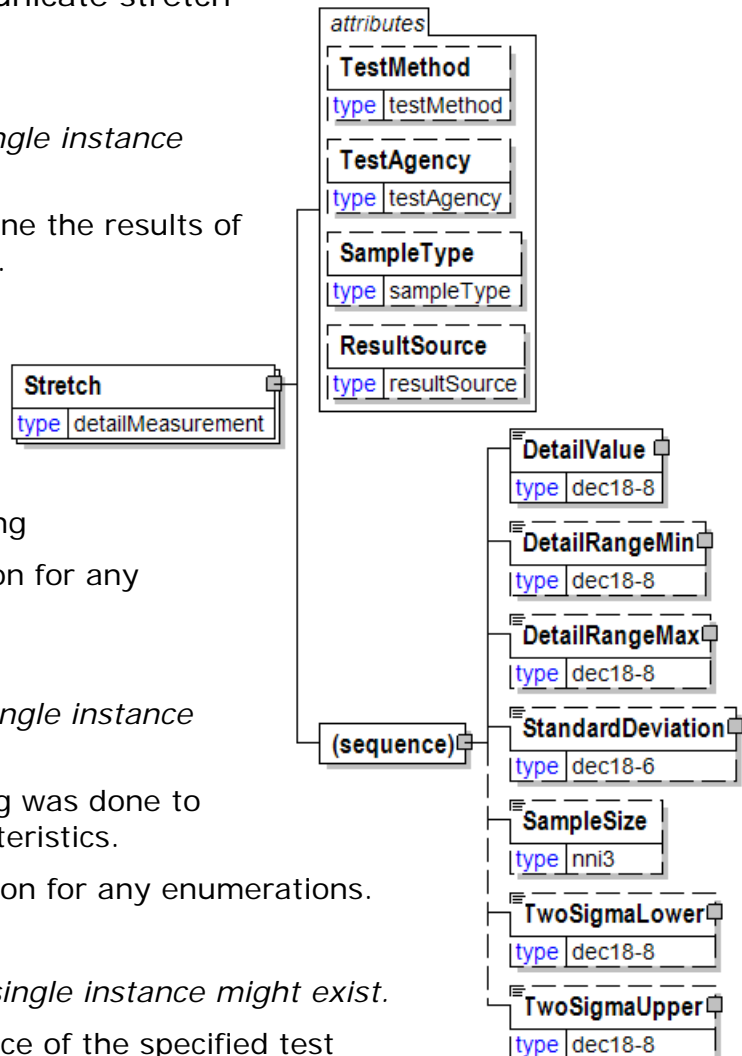 unicate stretch
ngle instance
ne the results of
.
ng
on for any
ngle instance
g was done to
teristics.
on for any enumerations.
single instance might exist.
ce of the specified test
Stretch
type detailMeasurement
attributes
TestMethod
type testMethod
TestAgency
type testAgency
SampleType
type sampleType
ResultSource
type resultSource
(sequence)
DetailValue
type dec18-8
DetailRangeMin
type dec18-8
DetailRangeMax
type dec18-8
StandardDeviation
type dec18-6
SampleSize
type nni3
TwoSigmaLower
type dec18-8
TwoSigmaUpper
type dec18-8